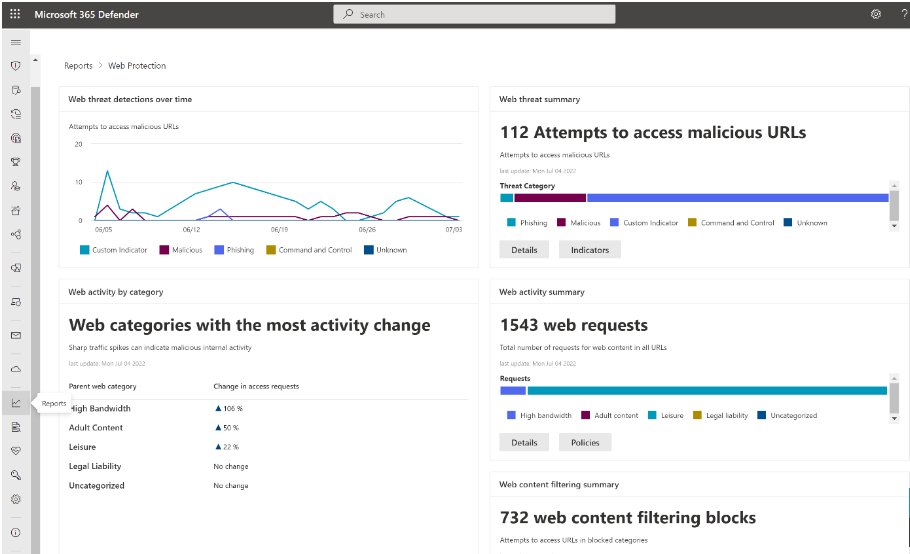 Microsoft 365 Defender
Search
?
Reports > Web Protection
Web threat detections over time
Attempts to access malicious URLs
20
10
0
06/05 06/12 06/19 06/26 07/03
Custom Indicator Malicious Phishing Command and Control Unknown
Web threat summary
112 Attempts to access malicious URLs
Attempts to access malicious URLs
last update: Mon Jul 04 2022
Threat Category
Phishing Malicious Custom Indicator Command and Control Unknown
Details Indicators
Web activity by category
Web categories with the most activity change
Sharp traffic spikes can indicate malicious internal activity
last update: Mon Jul 04 2022
Parent web category Change in access requests
High Bandwidth 106 %
Adult Content 50 %
Leisure 22 %
Legal Liability No change
Uncategorized No change
Reports
Web activity summary
1543 web requests
Total number of requests for web content in all URLs
last update: Mon Jul 04 2022
Requests
High bandwidth Adult content Leisure Legal liability Uncategorized
Details Policies
Web content filtering summary
732 web content filtering blocks
Attempts to access URLs in blocked categories